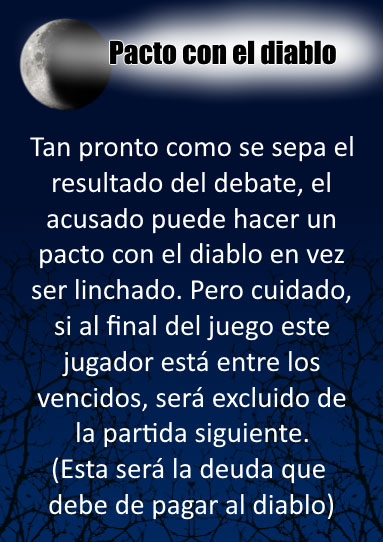 Pacto con el diablo
Tan pronto como se sepa el
resultado del debate, el
acusado puede hacer un
pacto con el diablo en vez
ser linchado. Pero cuidado,
si al final del juego este
jugador está entre los
vencidos, será excluido de
la partida siguiente.
(Esta será la deuda que
debe de pagar al diablo)